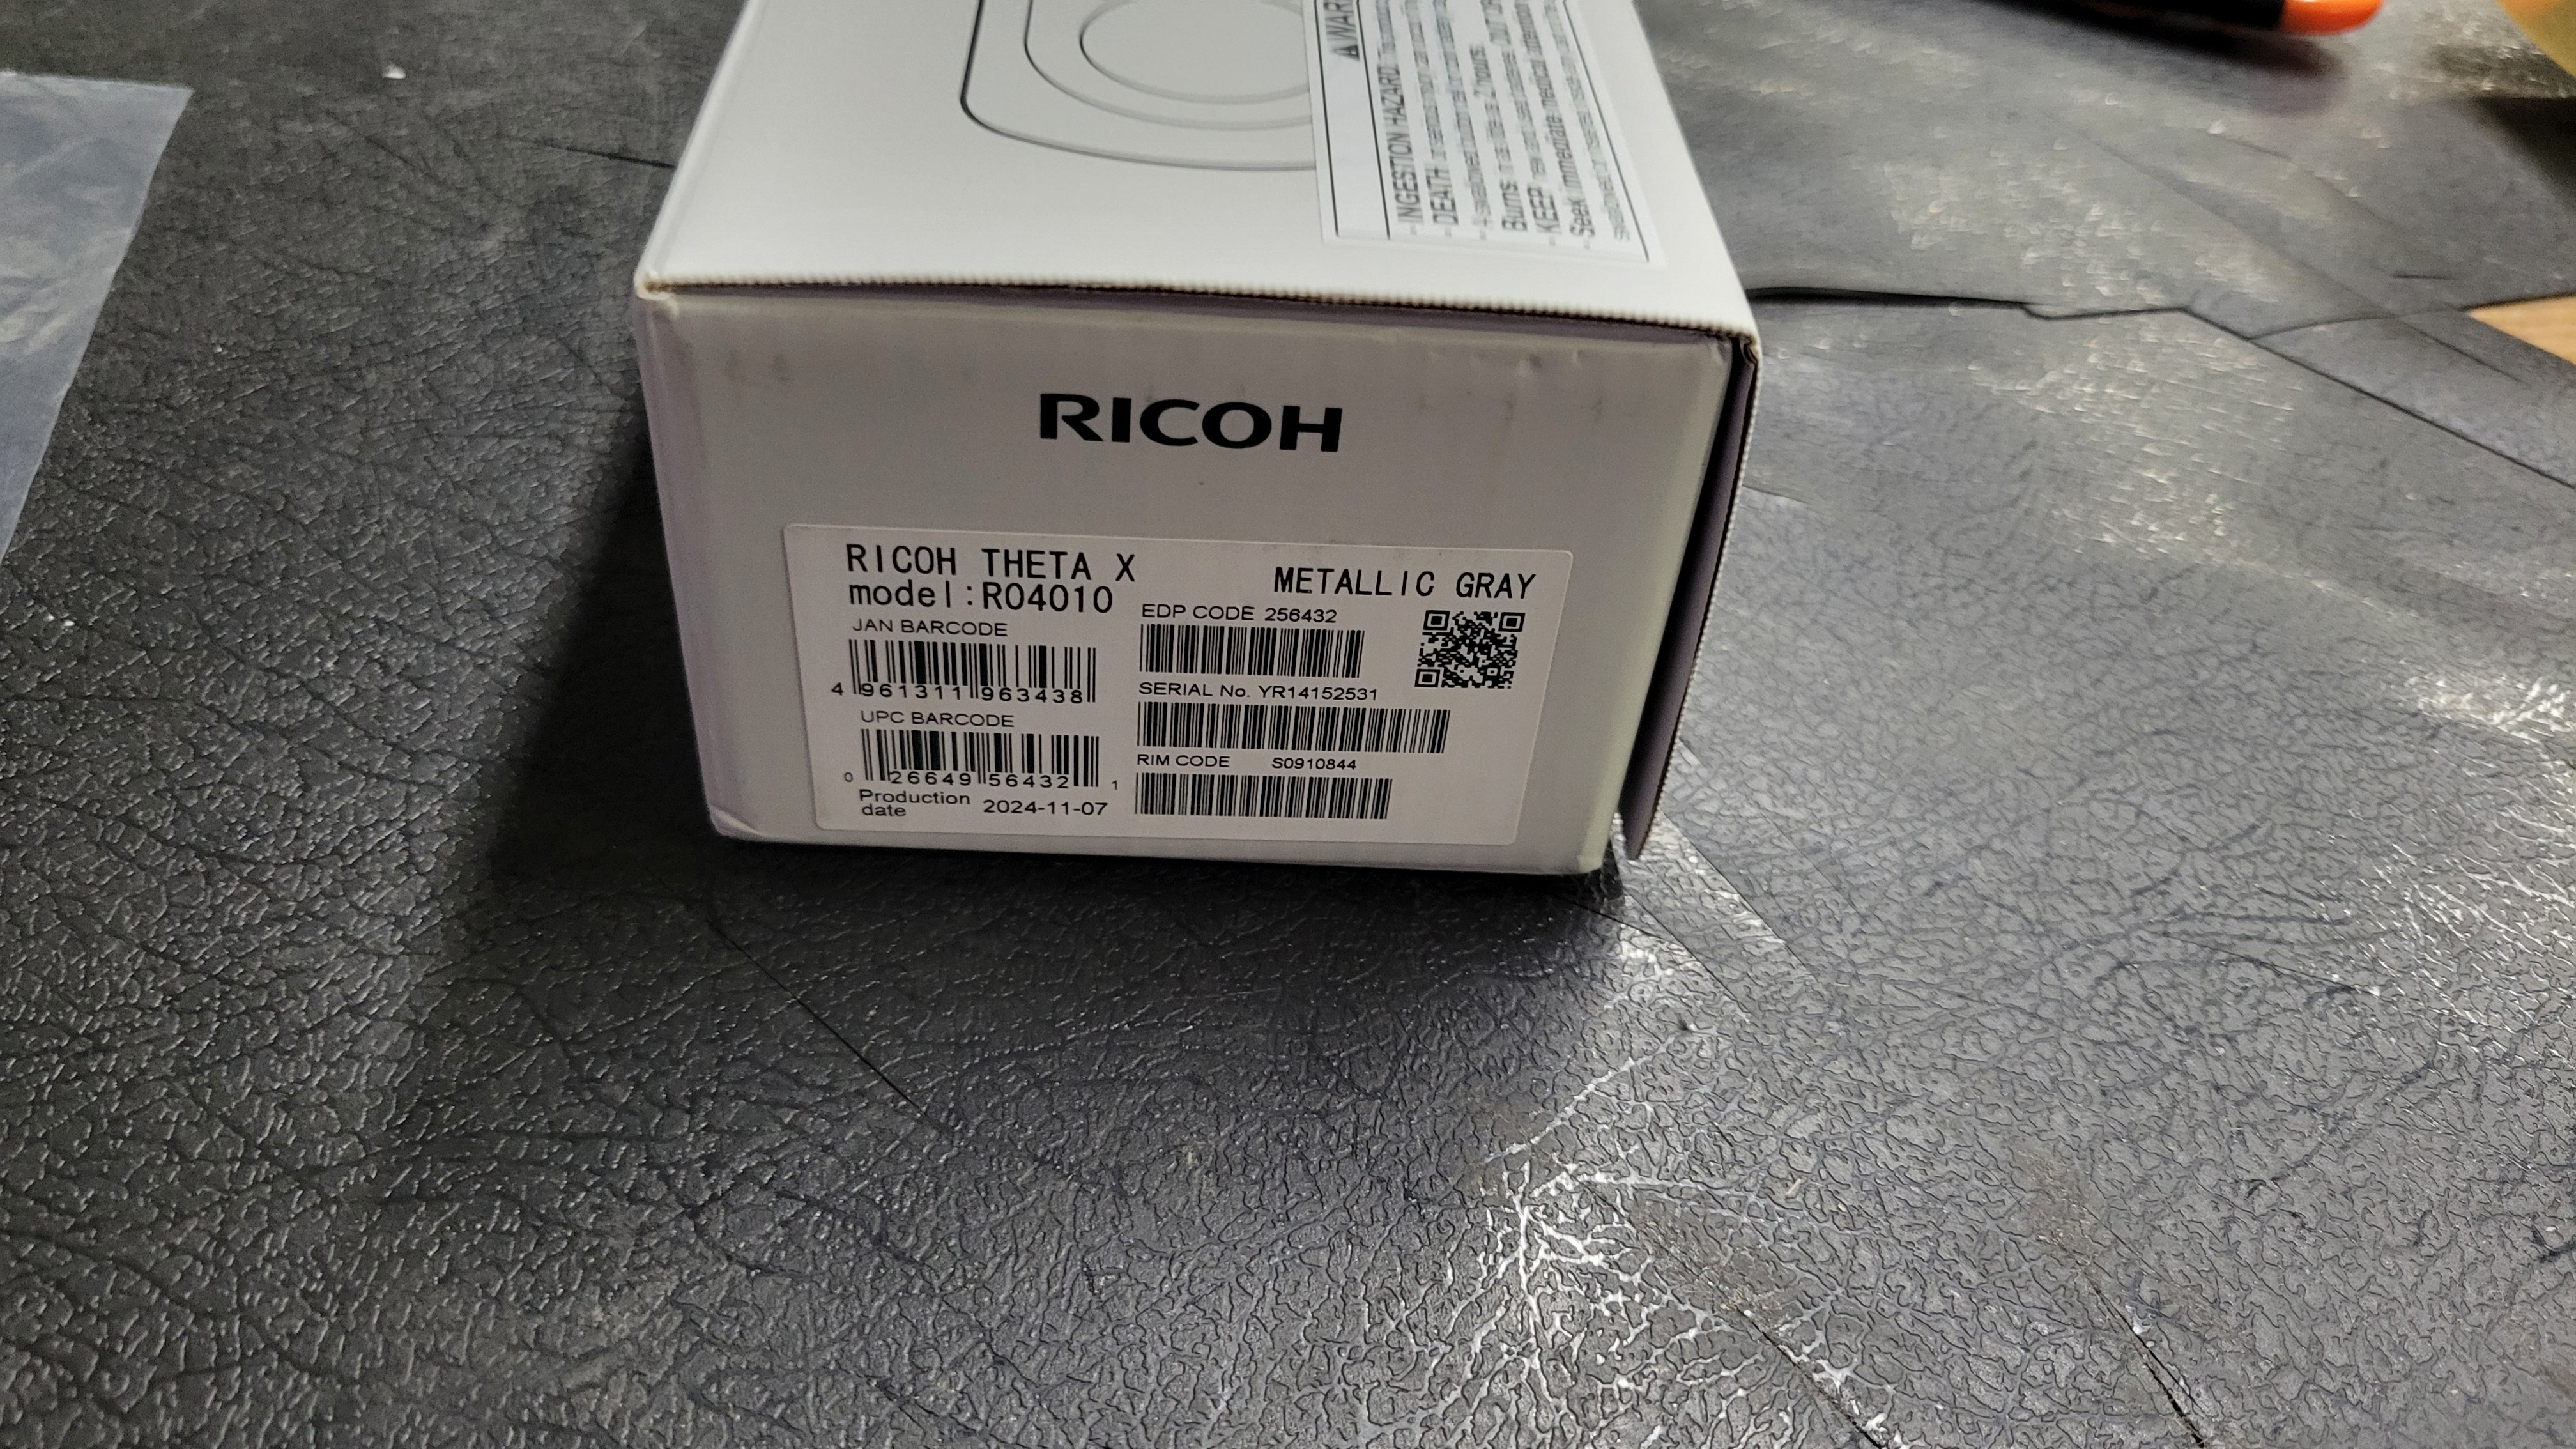 WAR
INGESTION HAZARD:
DEATH
Burns
KEEP
Seek immediate medical attention
RICOH
RICOH THETA X
METALLIC GRAY
model:R04010
EDP CODE 256432
JAN BARCODE
4 961311 963438
SERIAL No. YR14152531
UPC BARCODE
0 26649 56432 1
RIM CODE S0910844
Production date 2024-11-07